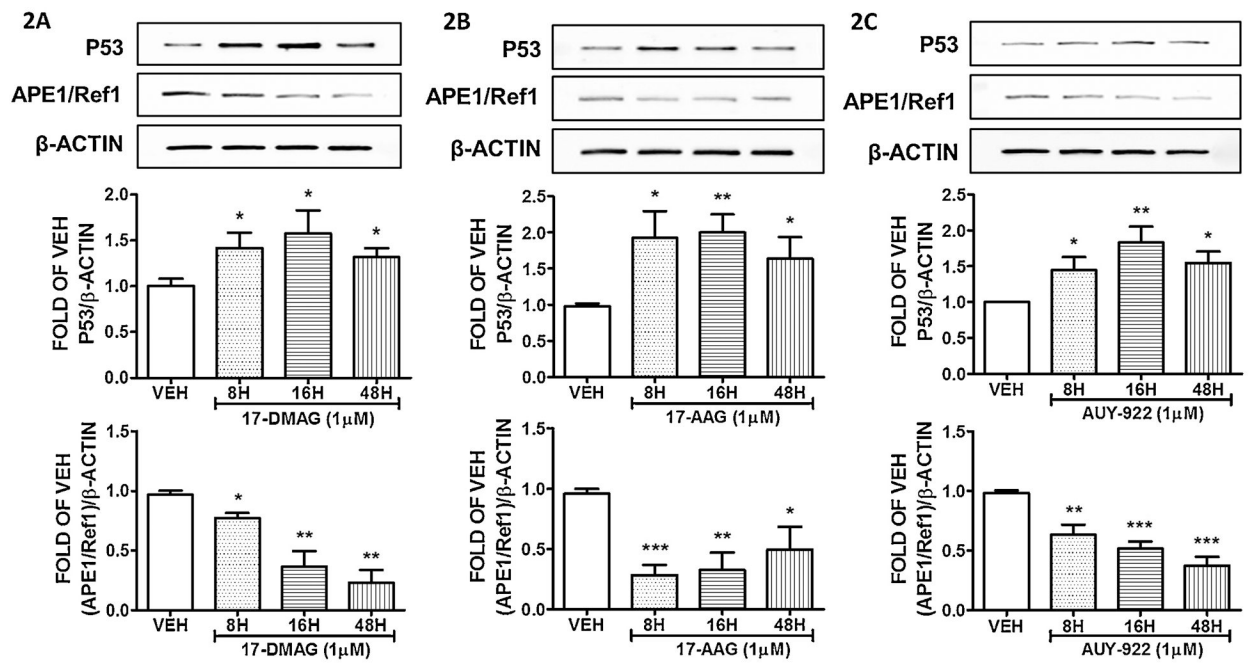 2A
P53
APE1/Ref1
β-ACTIN
FOLD OF VEH
P53/β-ACTIN
2.0
1.5
1.0
0.5
0.0
* * *
VEH 8H 16H 48H
17-DMAG (1μM)
FOLD OF VEH
(APE1/Ref1)/β-ACTIN
1.5
1.0
0.5
0.0
* ** **
VEH 8H 16H 48H
17-DMAG (1μM)
2B
P53
APE1/Ref1
β-ACTIN
FOLD OF VEH
P53/β-ACTIN
2.5
2.0
1.5
1.0
0.5
0.0
* ** *
VEH 8H 16H 48H
17-AAG (1μM)
FOLD OF VEH
(APE1/Ref1)/β-ACTIN
1.5
1.0
0.5
0.0
*** ** *
VEH 8H 16H 48H
17-AAG (1μM)
2C
P53
APE1/Ref1
β-ACTIN
FOLD OF VEH
P53/β-ACTIN
2.5
2.0
1.5
1.0
0.5
0.0
* ** *
VEH 8H 16H 48H
AUY-922 (1μM)
FOLD OF VEH
(APE1/Ref1)/β-ACTIN
1.5
1.0
0.5
0.0
** *** ***
VEH 8H 16H 48H
AUY-922 (1μM)